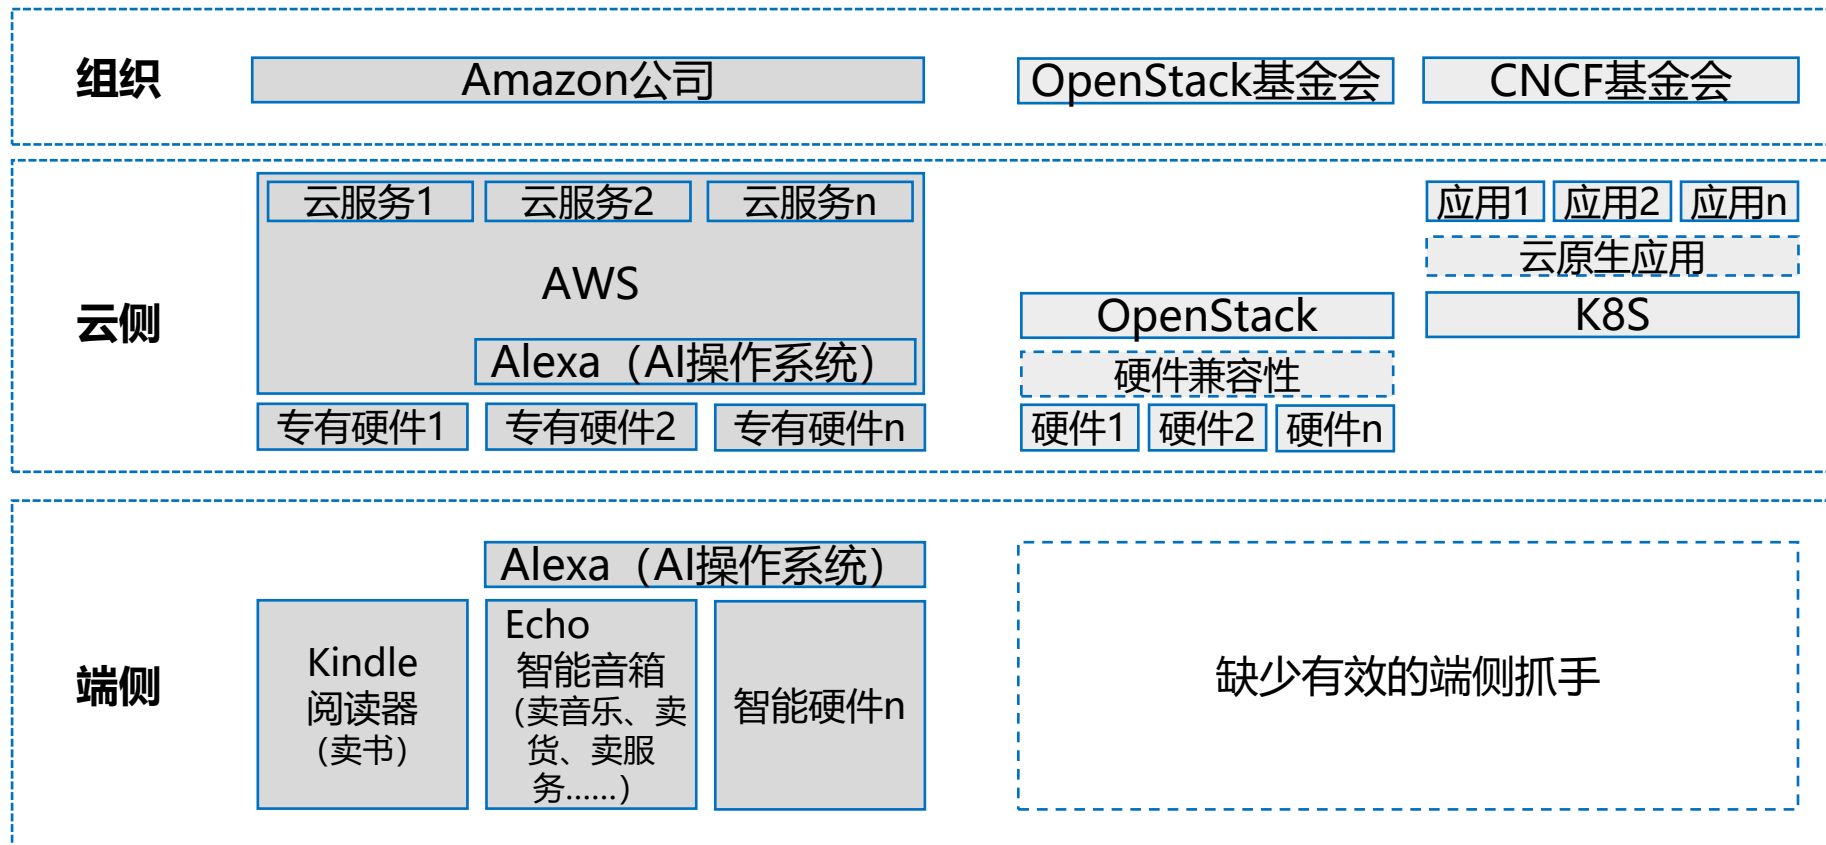 组织
Amazon公司
OpenStack基金会
CNCF基金会
云侧
云服务1
云服务2
云服务n
AWS
Alexa（AI操作系统）
专有硬件1
专有硬件2
专有硬件n
OpenStack
硬件兼容性
硬件1
硬件2
硬件n
应用1
应用2
应用n
云原生应用
K8S
端侧
Alexa（AI操作系统）
Kindle
阅读器
（卖书）
Echo
智能音箱
（卖音乐、卖
货、卖服
务......）
智能硬件n
缺少有效的端侧抓手